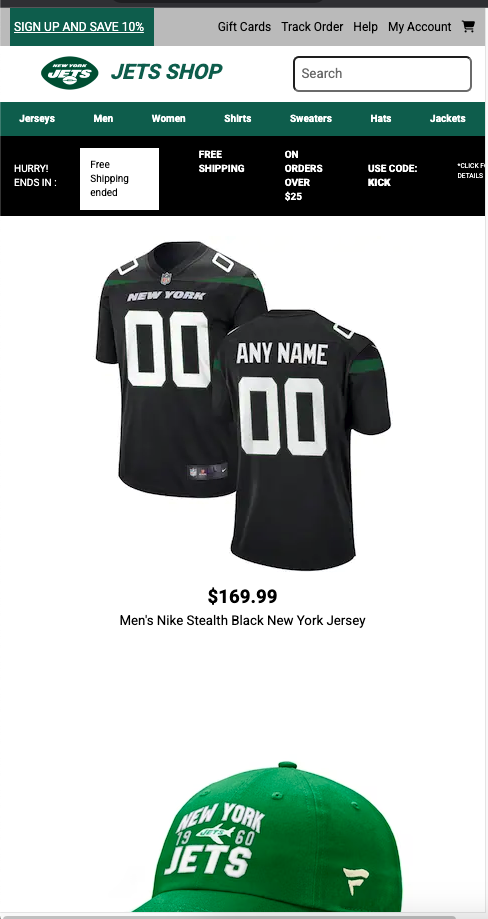 SIGN UP AND SAVE 10%
Gift Cards Track Order Help My Account
NEW YORK
JETS
JETS SHOP
Search
Jerseys Men Women Shirts Sweaters Hats Jackets
HURRY!
ENDS IN :
Free
Shipping
ended
FREE
SHIPPING
ON
ORDERS
OVER
$25
USE CODE:
KICK
*CLICK F
DETAILS
NEW YORK
00
ANY NAME
00
$169.99
Men's Nike Stealth Black New York Jersey
NEW YORK
19 JETS 60
JETS